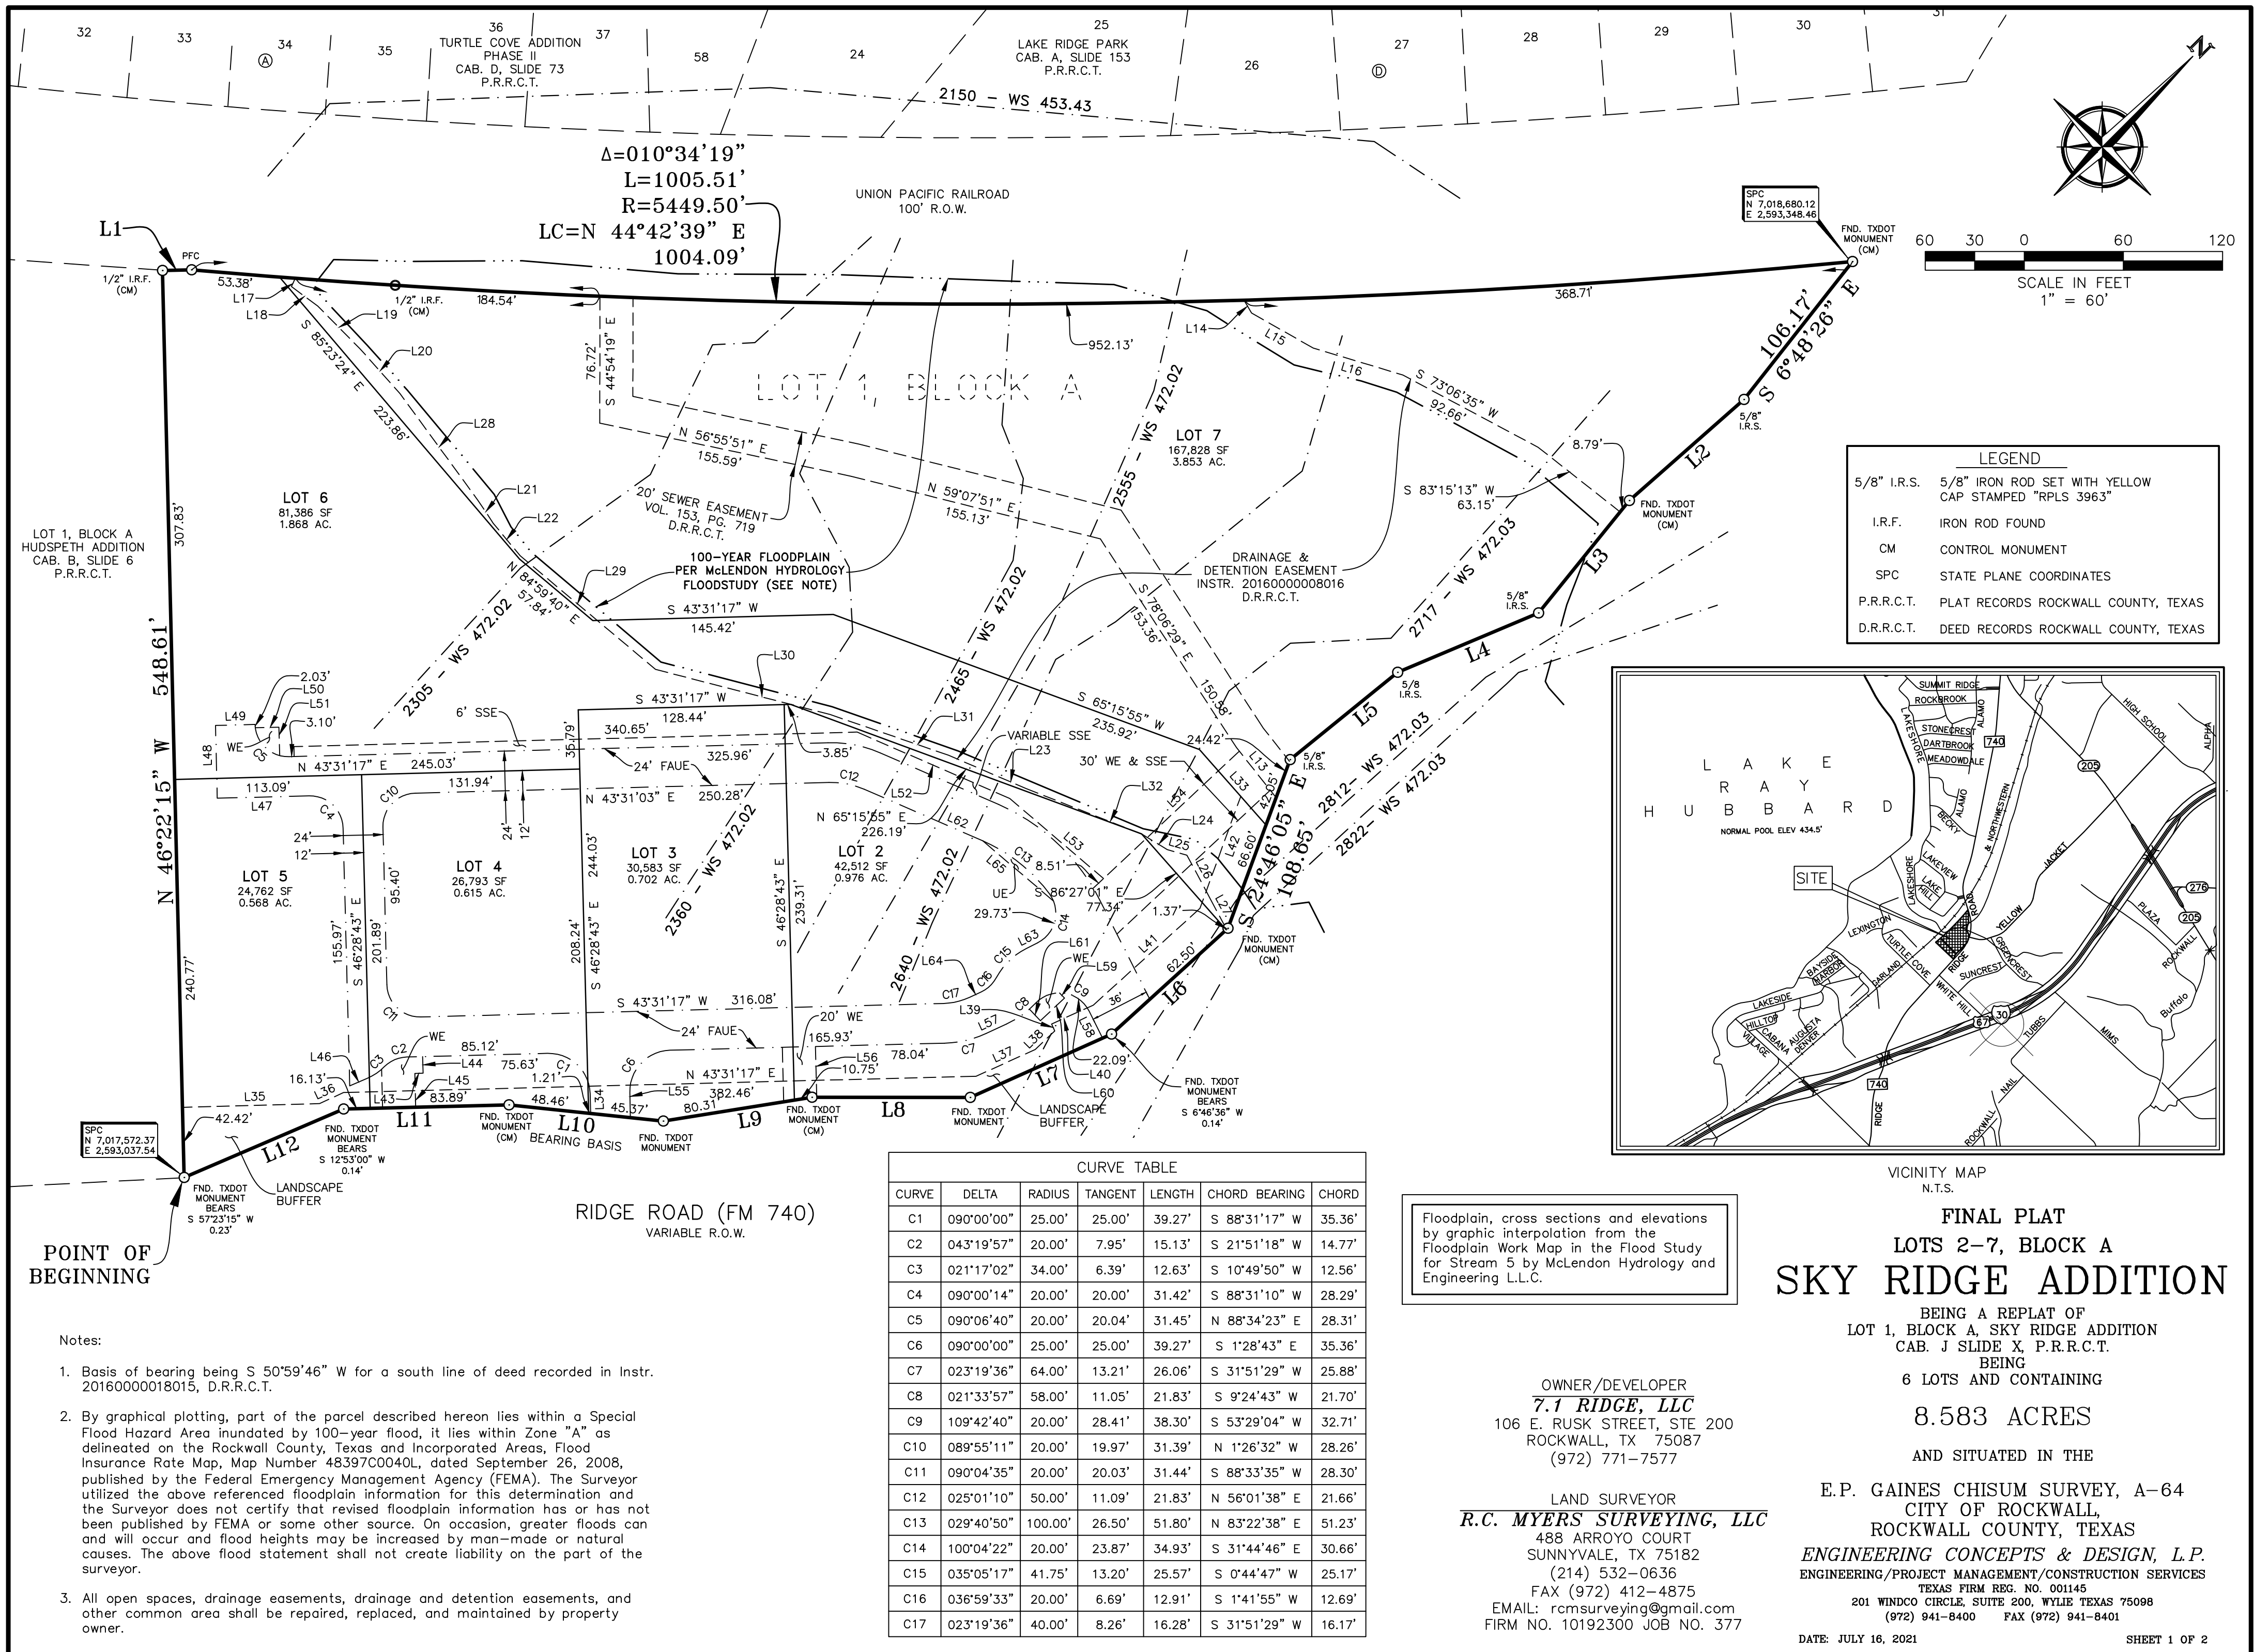 32
33
34
35
36
37
58
24
25
26
27
28
29
30
31
Ⓐ
Ⓓ
TURTLE COVE ADDITION
PHASE II
CAB. D, SLIDE 73
P.R.R.C.T.
LAKE RIDGE PARK
CAB. A, SLIDE 153
P.R.R.C.T.
2150 - WS 453.43
N
Δ=010°34'19"
L=1005.51'
R=5449.50'
LC=N 44°42'39" E
1004.09'
UNION PACIFIC RAILROAD
100' R.O.W.
SPC
N 7,018,680.12
E 2,593,348.46
FND. TXDOT
MONUMENT
(CM)
60 30 0 60 120
SCALE IN FEET
1" = 60'
L1
PFC
1/2" I.R.F.
(CM)
53.38'
L17
L18
L19
1/2" I.R.F.
(CM)
184.54'
L20
S 85°23'24" E
223.86'
76.72'
S 44°54'19" E
952.13'
L14
L15
L16
368.71'
106.17'
S 6°48'26" E
5/8"
I.R.S.
LOT 1, BLOCK A
S 73°06'35" W
92.66'
8.79'
L2
L28
N 56°55'51" E
155.59'
LOT 7
167,828 SF
3.853 AC.
2555 - WS 472.02
N 59°07'51" E
155.13'
S 83°15'13" W
63.15'
FND. TXDOT
MONUMENT
(CM)
LEGEND
5/8" I.R.S. 5/8" IRON ROD SET WITH YELLOW
CAP STAMPED "RPLS 3963"
I.R.F. IRON ROD FOUND
CM CONTROL MONUMENT
SPC STATE PLANE COORDINATES
P.R.R.C.T. PLAT RECORDS ROCKWALL COUNTY, TEXAS
D.R.R.C.T. DEED RECORDS ROCKWALL COUNTY, TEXAS
LOT 6
81,386 SF
1.868 AC.
307.83'
LOT 1, BLOCK A
HUDSPETH ADDITION
CAB. B, SLIDE 6
P.R.R.C.T.
L21
L22
20' SEWER EASEMENT
VOL. 153, PG. 719
D.R.R.C.T.
100-YEAR FLOODPLAIN
PER McLENDON HYDROLOGY
FLOODSTUDY (SEE NOTE)
DRAINAGE &
DETENTION EASEMENT
INSTR. 20160000008016
D.R.R.C.T.
L29
N 84°59'40" E
57.84'
S 43°31'17" W
145.42'
S 78°06'29" E
153.36'
150.58'
2717 - WS 472.03
L3
5/8"
I.R.S.
L4
5/8
I.R.S.
L5
2305 - WS 472.02
2465 - WS 472.02
N 46°22'15" W 548.61'
L30
S 65°15'55" W
235.92'
2.03'
L50
L51
L49
3.10'
WE
L48
C5
6' SSE
S 43°31'17" W
128.44'
340.65'
35.79'
325.96'
3.85'
L31
VARIABLE SSE
L23
30' WE & SSE
24.42'
L13
L33
5/8"
I.R.S.
N 43°31'17" E 245.03'
24' FAUE
C12
L52
L32
L54
42.05'
2812- WS 472.03
2822- WS 472.03
113.09'
L47
C4
C10
131.94'
N 43°31'03" E 250.28'
N 65°15'55" E
226.19'
L62
L53
L24
L25
L42
66.60'
24'
12'
24'
12'
LOT 5
24,762 SF
0.568 AC.
LOT 4
26,793 SF
0.615 AC.
LOT 3
30,583 SF
0.702 AC.
LOT 2
42,512 SF
0.976 AC.
95.40'
244.03'
239.31'
L65
C13
8.51'
UE
S 86°27'01" E
77.34'
L26
L27
S 24°46'05" E
108.65'
155.97'
S 46°28'43" E
201.89'
208.24'
S 46°28'43" E
S 46°28'43" E
2360 - WS 472.02
2640 - WS 472.02
29.73'
C14
L63
C15
1.37'
FND. TXDOT
MONUMENT
(CM)
240.77'
L61
WE
L59
L41
62.50'
L6
L64
C16
C17
C8
C9
36'
S 43°31'17" W 316.08'
24' FAUE
20' WE
L39
L57
L38
L58
C11
WE
L46
C3
C2
85.12'
L44
75.63'
C1
C6
165.93'
78.04'
C7
L37
22.09'
L56
10.75'
L7
L40
L60
16.13'
L36
L35
42.42'
L43
L45
83.89'
1.21'
L34
N 43°31'17" E
382.46'
L55
48.46'
45.37'
80.31'
L11
L10
L9
L8
L12
FND. TXDOT
MONUMENT
BEARS
S 6°46'36" W
0.14'
LANDSCAPE
BUFFER
SPC
N 7,017,572.37
E 2,593,037.54
FND. TXDOT
MONUMENT
BEARS
S 12°53'00" W
0.14'
FND. TXDOT
MONUMENT
(CM)
BEARING BASIS
FND. TXDOT
MONUMENT
FND. TXDOT
MONUMENT
(CM)
FND. TXDOT
MONUMENT
LANDSCAPE
BUFFER
FND. TXDOT
MONUMENT
BEARS
S 57°23'15" W
0.23'
RIDGE ROAD (FM 740)
VARIABLE R.O.W.
POINT OF
BEGINNING
SUMMIT RIDGE
ROCKBROOK
LAKESHORE
ALAMO
STONECREST
DARTBROOK
MEADOWDALE
740
HIGH SCHOOL
ALPHA
205
LAKE
RAY
HUBBARD
NORMAL POOL ELEV 434.5'
ALAMO
BECKY
& NORTHWESTERN
LAKEVIEW
LAKE
HILL
LAKESHORE
JACKET
SITE
ROAD
YELLOW
276
205
PLAZA
ROCKWALL
ROCKWALL
LEXINGTON
TURTLE COVE
GREENCREST
RIDGE
SUNCREST
BAYSIDE
HARBOR
GARLAND
WHITE HILL
LAKESIDE
HILLTOP
CABANA
VILLAGE
AUGUSTA
DENVER
67
30
TUBBS
MIMS
Buffalo
740
RIDGE
NAIL
ROCKWALL
VICINITY MAP
N.T.S.
CURVE TABLE
CURVE DELTA RADIUS TANGENT LENGTH CHORD BEARING CHORD
C1 090°00'00" 25.00' 25.00' 39.27' S 88°31'17" W 35.36'
C2 043°19'57" 20.00' 7.95' 15.13' S 21°51'18" W 14.77'
C3 021°17'02" 34.00' 6.39' 12.63' S 10°49'50" W 12.56'
C4 090°00'14" 20.00' 20.00' 31.42' S 88°31'10" W 28.29'
C5 090°06'40" 20.00' 20.04' 31.45' N 88°34'23" E 28.31'
C6 090°00'00" 25.00' 25.00' 39.27' S 1°28'43" E 35.36'
C7 023°19'36" 64.00' 13.21' 26.06' S 31°51'29" W 25.88'
C8 021°33'57" 58.00' 11.05' 21.83' S 9°24'43" W 21.70'
C9 109°42'40" 20.00' 28.41' 38.30' S 53°29'04" W 32.71'
C10 089°55'11" 20.00' 19.97' 31.39' N 1°26'32" W 28.26'
C11 090°04'35" 20.00' 20.03' 31.44' S 88°33'35" W 28.30'
C12 025°01'10" 50.00' 11.09' 21.83' N 56°01'38" E 21.66'
C13 029°40'50" 100.00' 26.50' 51.80' N 83°22'38" E 51.23'
C14 100°04'22" 20.00' 23.87' 34.93' S 31°44'46" E 30.66'
C15 035°05'17" 41.75' 13.20' 25.57' S 0°44'47" W 25.17'
C16 036°59'33" 20.00' 6.69' 12.91' S 1°41'55" W 12.69'
C17 023°19'36" 40.00' 8.26' 16.28' S 31°51'29" W 16.17'
Floodplain, cross sections and elevations
by graphic interpolation from the
Floodplain Work Map in the Flood Study
for Stream 5 by McLendon Hydrology and
Engineering L.L.C.
Notes:
1. Basis of bearing being S 50°59'46" W for a south line of deed recorded in Instr.
20160000018015, D.R.R.C.T.
2. By graphical plotting, part of the parcel described hereon lies within a Special
Flood Hazard Area inundated by 100-year flood, it lies within Zone "A" as
delineated on the Rockwall County, Texas and Incorporated Areas, Flood
Insurance Rate Map, Map Number 48397C0040L, dated September 26, 2008,
published by the Federal Emergency Management Agency (FEMA). The Surveyor
utilized the above referenced floodplain information for this determination and
the Surveyor does not certify that revised floodplain information has or has not
been published by FEMA or some other source. On occasion, greater floods can
and will occur and flood heights may be increased by man-made or natural
causes. The above flood statement shall not create liability on the part of the
surveyor.
3. All open spaces, drainage easements, drainage and detention easements, and
other common area shall be repaired, replaced, and maintained by property
owner.
OWNER/DEVELOPER
7.1 RIDGE, LLC
106 E. RUSK STREET, STE 200
ROCKWALL, TX 75087
(972) 771-7577
LAND SURVEYOR
R.C. MYERS SURVEYING, LLC
488 ARROYO COURT
SUNNYVALE, TX 75182
(214) 532-0636
FAX (972) 412-4875
EMAIL: rcmsurveying@gmail.com
FIRM NO. 10192300 JOB NO. 377
FINAL PLAT
LOTS 2-7, BLOCK A
SKY RIDGE ADDITION
BEING A REPLAT OF
LOT 1, BLOCK A, SKY RIDGE ADDITION
CAB. J SLIDE X, P.R.R.C.T.
BEING
6 LOTS AND CONTAINING
8.583 ACRES
AND SITUATED IN THE
E.P. GAINES CHISUM SURVEY, A-64
CITY OF ROCKWALL,
ROCKWALL COUNTY, TEXAS
ENGINEERING CONCEPTS & DESIGN, L.P.
ENGINEERING/PROJECT MANAGEMENT/CONSTRUCTION SERVICES
TEXAS FIRM REG. NO. 001145
201 WINDCO CIRCLE, SUITE 200, WYLIE TEXAS 75098
(972) 941-8400 FAX (972) 941-8401
DATE: JULY 16, 2021 SHEET 1 OF 2